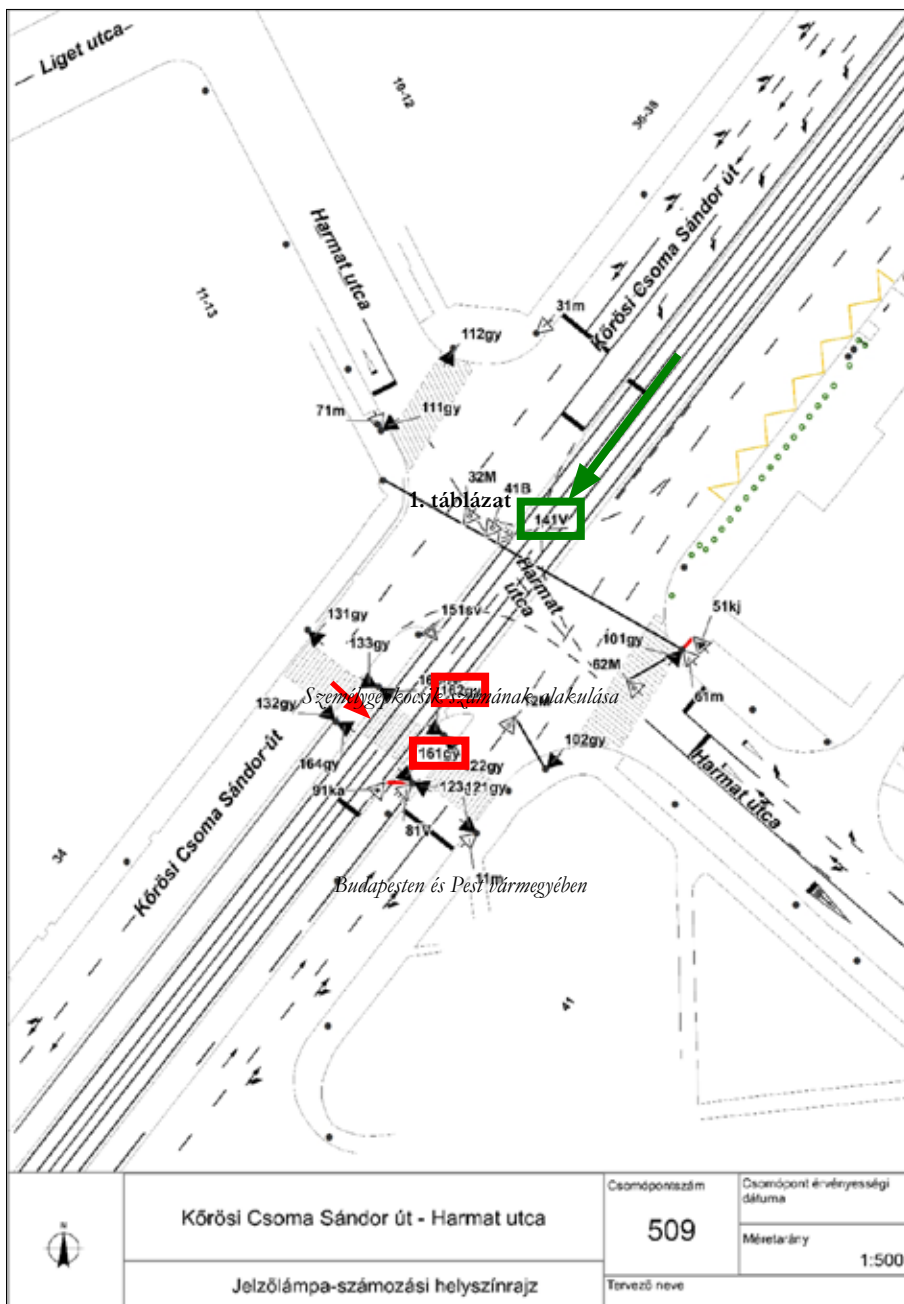 Liget utca
10-12
36-38
Harmat utca
Kőrösi Csoma Sándor út
11-13
31m
112gy
71m
111gy
32M
41B
1. táblázat
141V
Harmat
utca
151sv
131gy
133gy
101gy
51kj
62M
162gy
Személygépkocsik számának alakulása
61m
132gy
102gy
164gy
161gy
22gy
91ka
123
121gy
Harmat utca
81V
Kőrösi Csoma Sándor út
34
11m
Budapesten és Pest vármegyében
41
Kőrösi Csoma Sándor út - Harmat utca
Csomópontszám
509
Csomópont érvényességi
dátuma
Méretarány
1:500
Jelzőlámpa-számozási helyszínrajz
Tervező neve
N